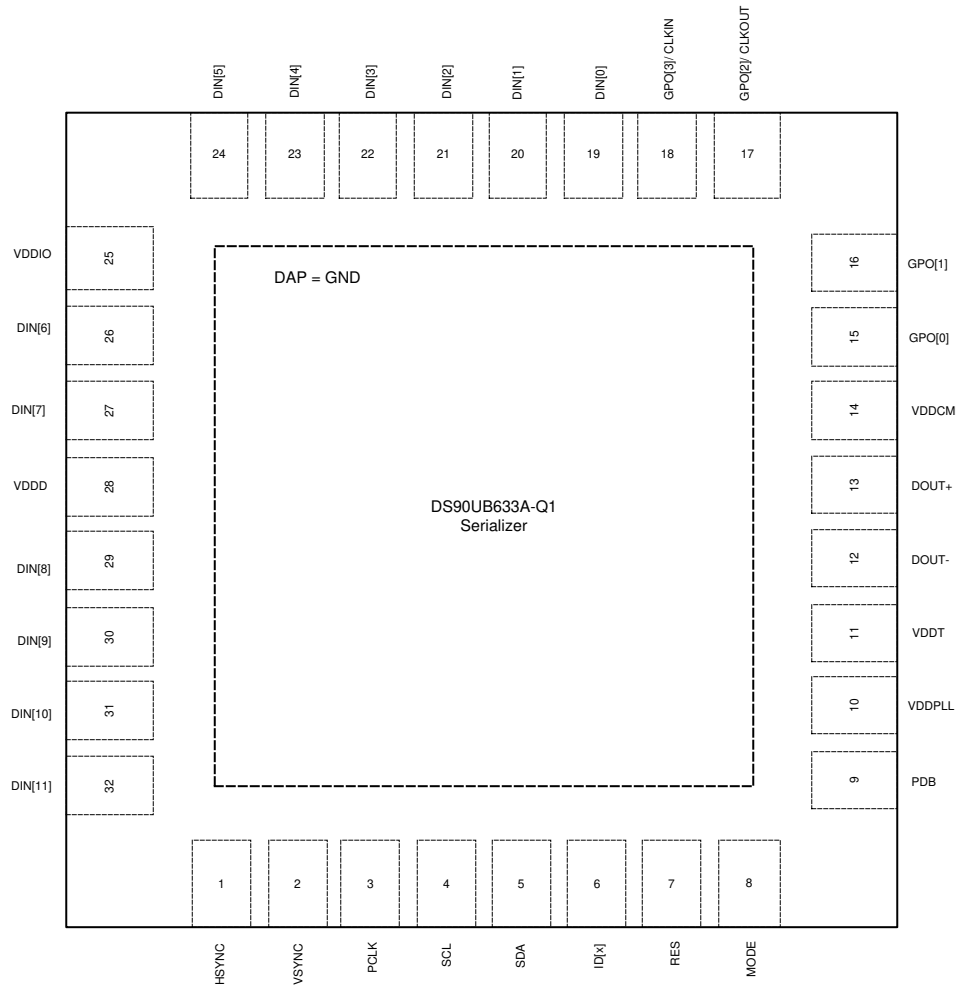 DIN[5]
DIN[4]
DIN[3]
DIN[2]
DIN[1]
DIN[0]
GPO[3]/ CLKIN
GPO[2]/ CLKOUT
24
23
22
21
20
19
18
17
VDDIO
25
DIN[6]
26
DIN[7]
27
VDDD
28
DIN[8]
29
DIN[9]
30
DIN[10]
31
DIN[11]
32
DAP = GND
DS90UB633A-Q1
Serializer
16
GPO[1]
15
GPO[0]
14
VDDCM
13
DOUT+
12
DOUT-
11
VDDT
10
VDDPLL
9
PDB
1
2
3
4
5
6
7
8
HSYNC
VSYNC
PCLK
SCL
SDA
ID[x]
RES
MODE